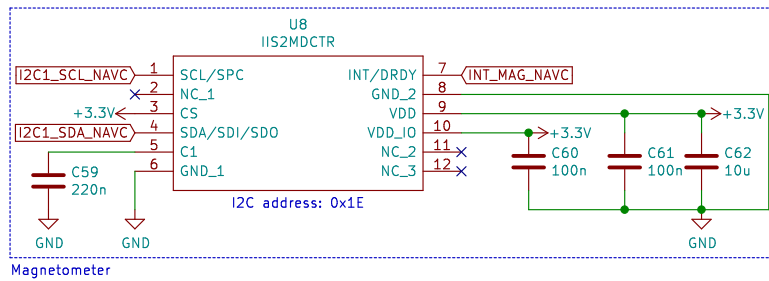 U8
IIS2MDCTR
I2C1_SCL_NAVC 1 SCL/SPC INT/DRDY 7 INT_MAG_NAVC
2 NC_1 GND_2 8
+3.3V 3 CS VDD 9 +3.3V
I2C1_SDA_NAVC 4 SDA/SDI/SDO VDD_IO 10 +3.3V
5 C1 NC_2 11 C60 C61 C62
6 GND_1 NC_3 12 100n 100n 10u
C59
220n
I2C address: 0x1E
GND GND GND
Magnetometer